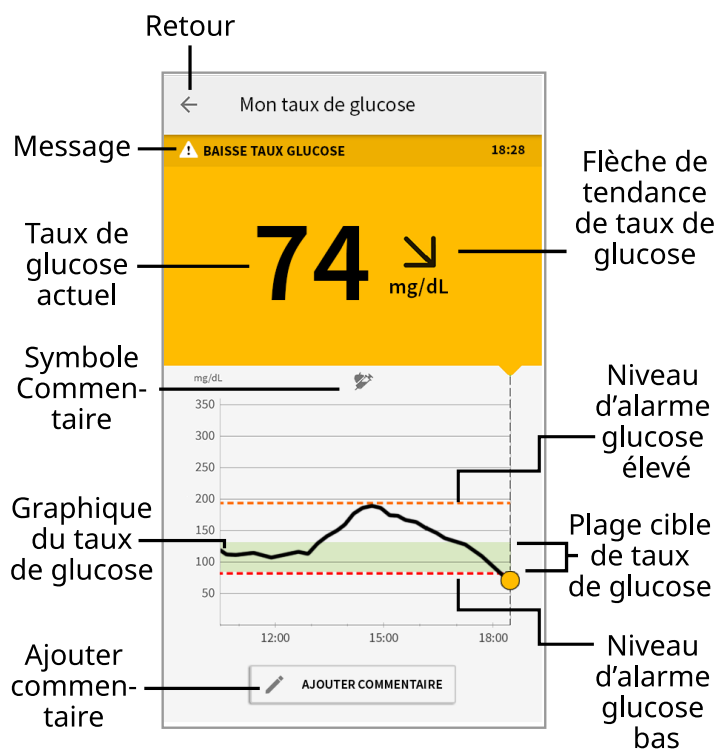 Retour
Mon taux de glucose
Message
BAISSE TAUX GLUCOSE
18:28
Flèche de
tendance
de taux de
glucose
Taux de
glucose
actuel
74
mg/dL
Symbole
Commen-
taire
mg/dL
350
300
250
200
150
100
50
12:00
15:00
18:00
Niveau
d'alarme
glucose
élevé
Graphique
du taux
de glucose
Plage cible
de taux
de glucose
Ajouter
commen-
taire
AJOUTER COMMENTAIRE
Niveau
d'alarme
glucose
bas